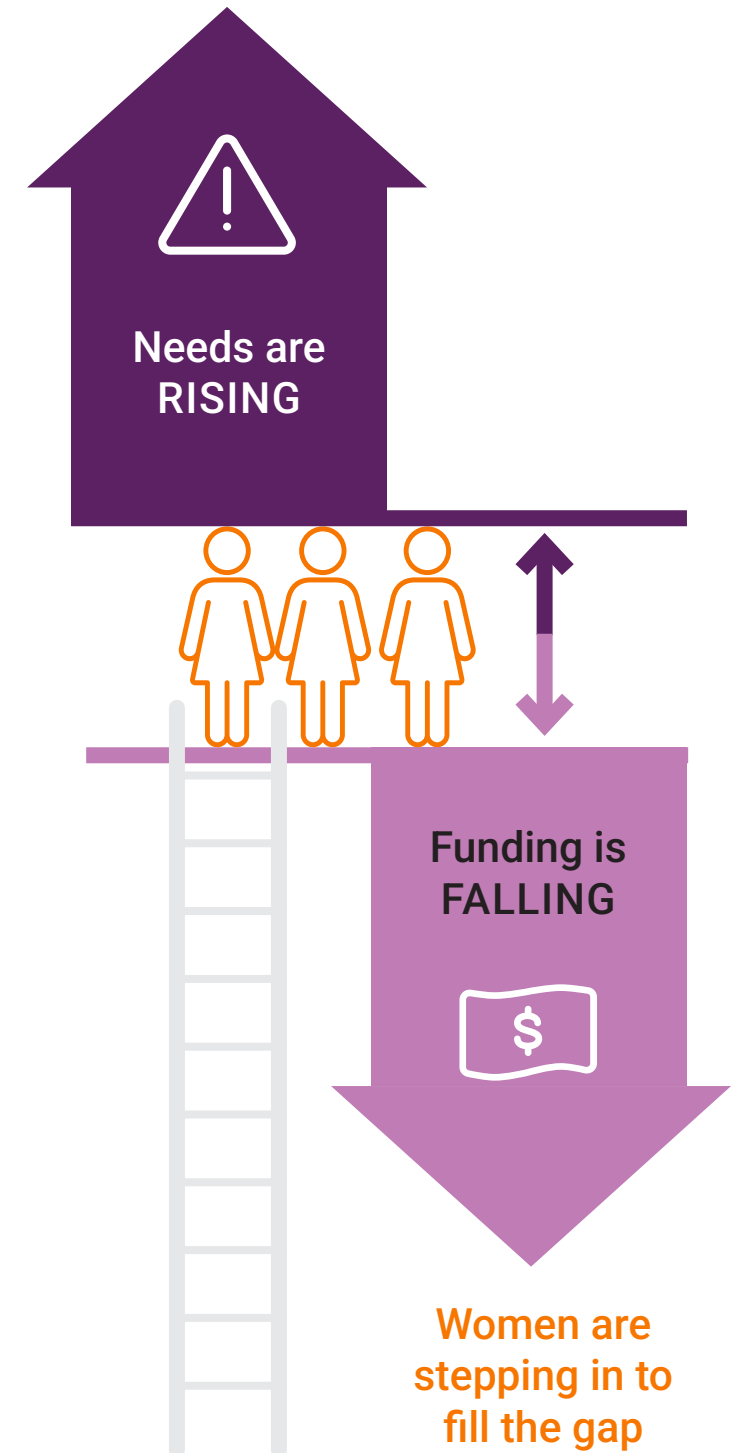 Needs are
RISING
Funding is
FALLING
$
Women are
stepping in to
fill the gap